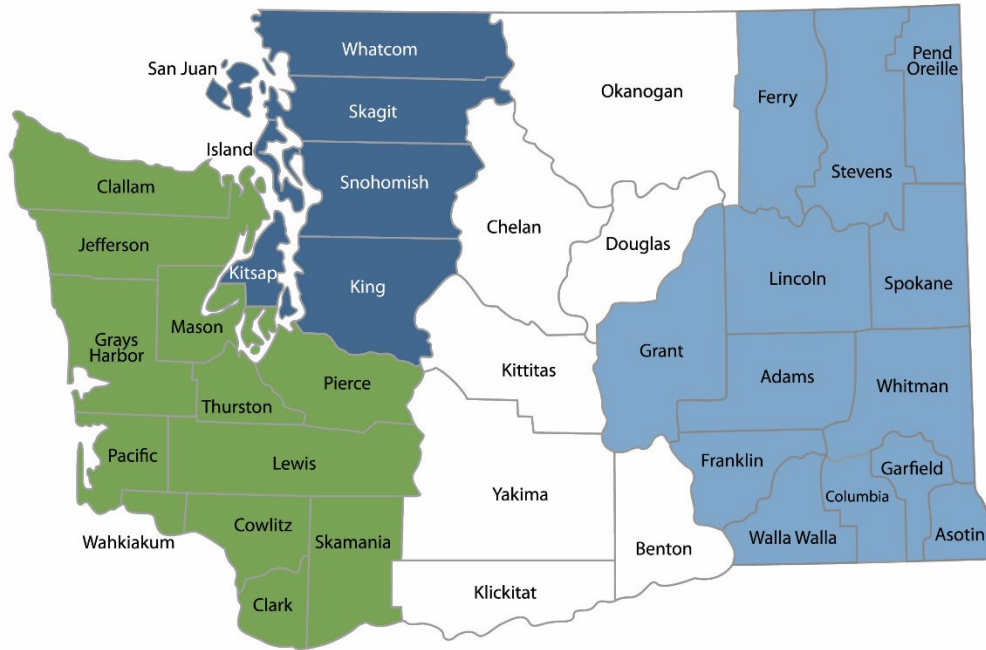 Whatcom
San Juan
Pend
Oreille
Okanogan
Ferry
Skagit
Island
Clallam
Snohomish
Stevens
Chelan
Douglas
Jefferson
Kitsap
King
Lincoln
Spokane
Mason
Grays
Harbor
Grant
Kittitas
Adams
Whitman
Pierce
Thurston
Pacific
Lewis
Franklin
Garfield
Yakima
Columbia
Cowlitz
Skamania
Wahkiakum
Benton
Walla Walla
Asotin
Klickitat
Clark